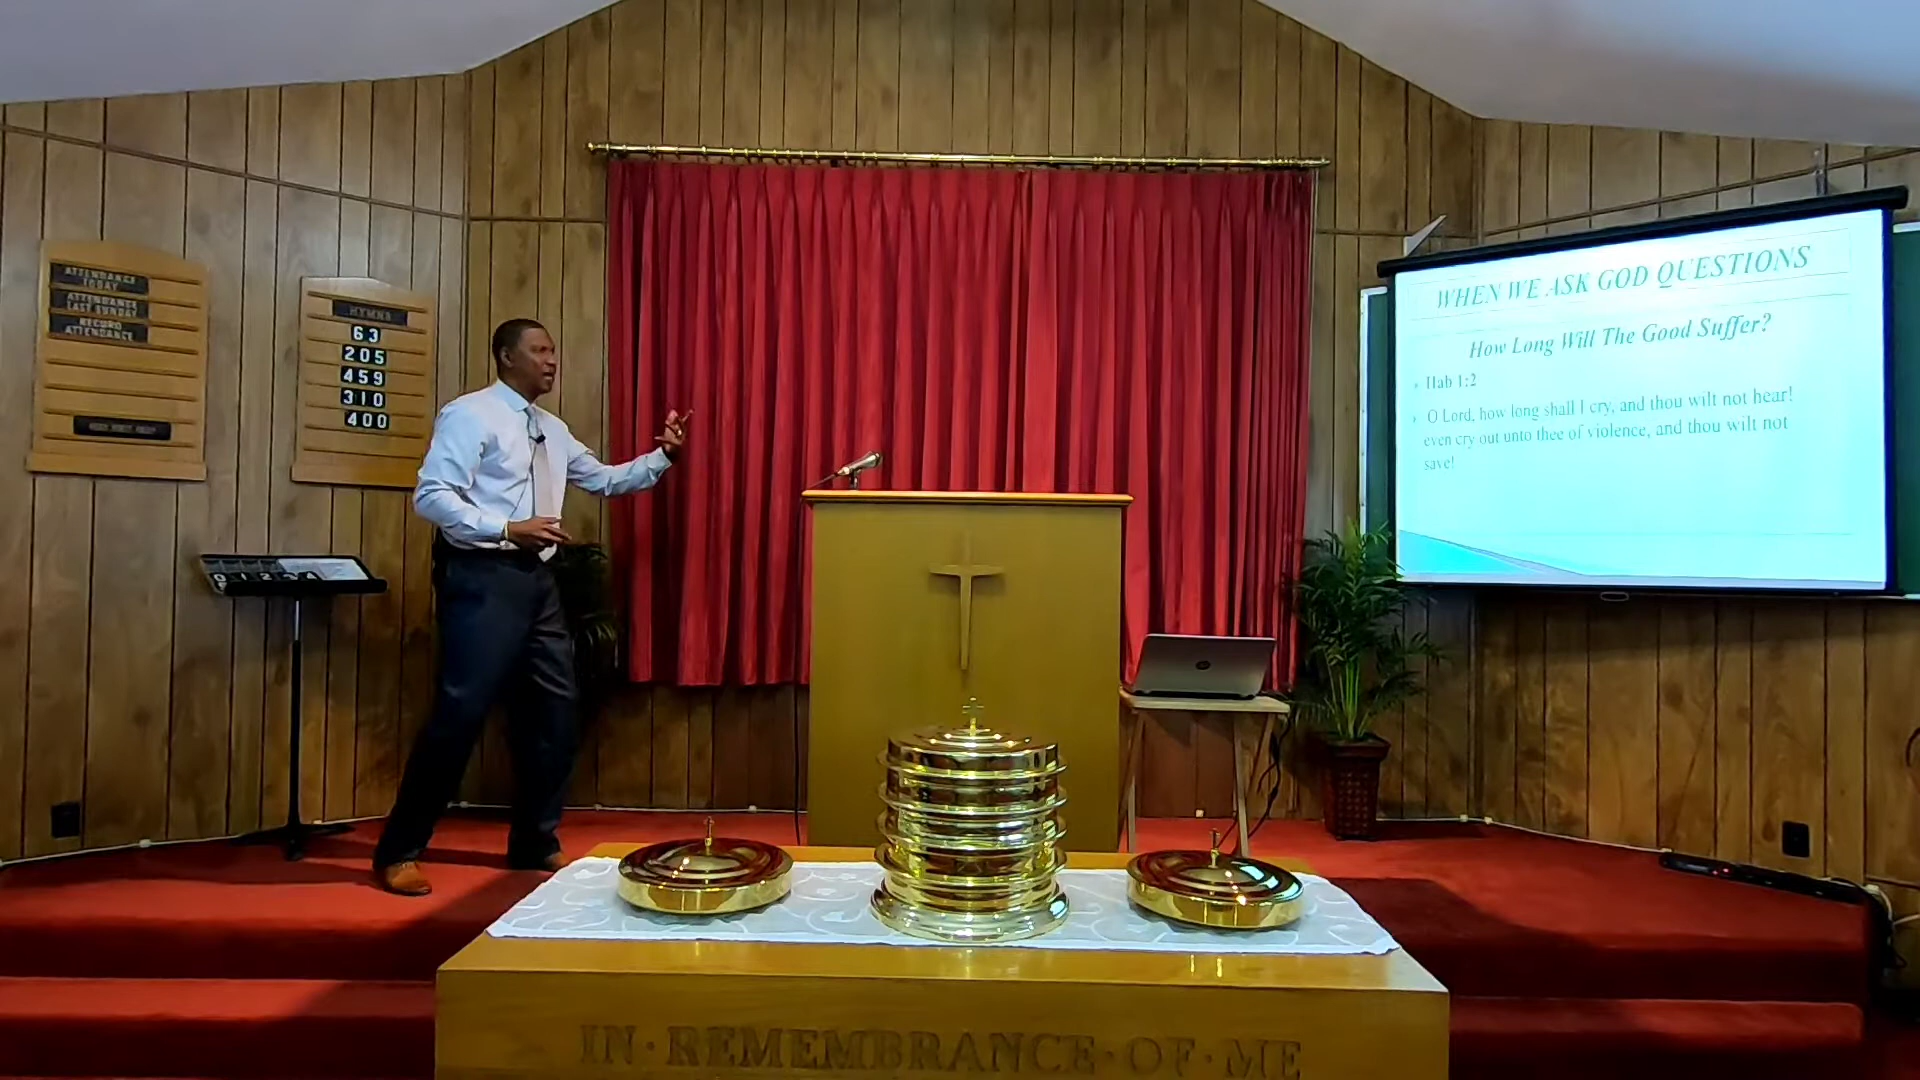 ATTENDANCE
TODAY
ATTENDANCE
LAST SUNDAY
RECORD
ATTENDANCE
HYMNS
63
205
459
310
400
WHEN WE ASK GOD QUESTIONS
How Long Will The Good Suffer?
Hab 1:2
O Lord, how long shall I cry, and thou wilt not hear!
even cry out unto thee of violence, and thou wilt not
save!
hp
IN·REMEMBRANCE·OF·ME